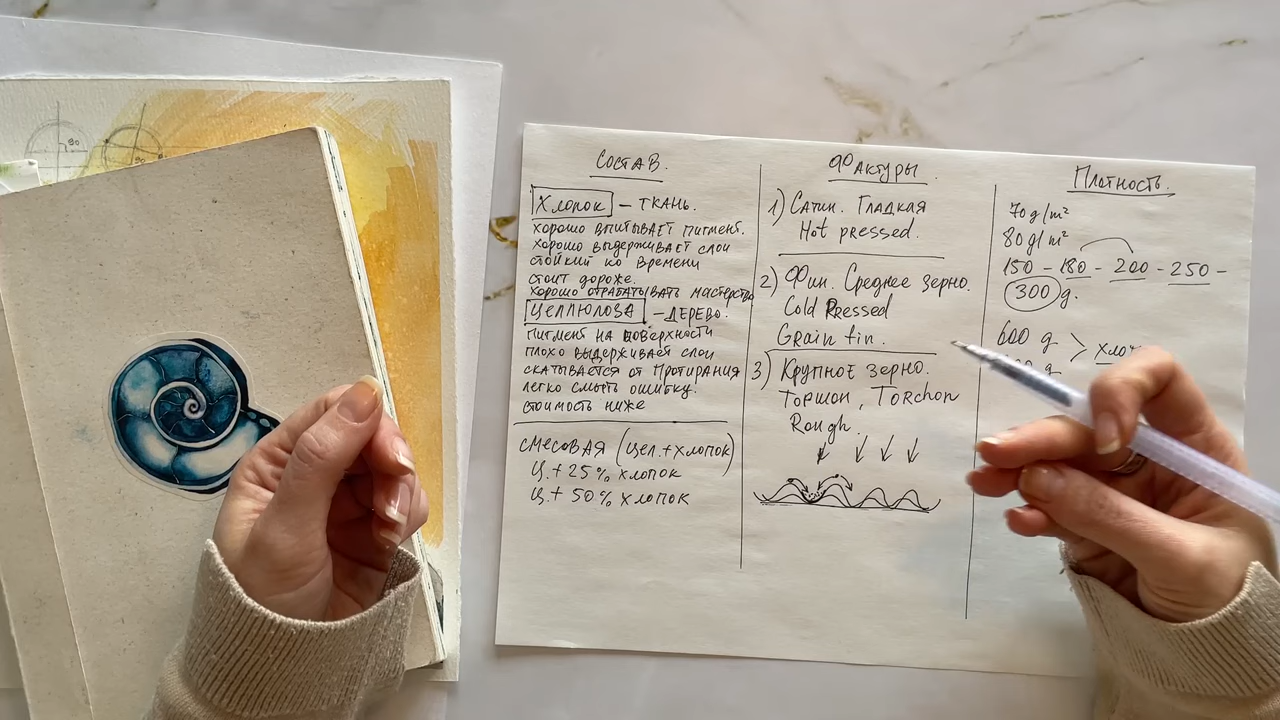 Состав.
Хлопок — ткань.
хорошо впитывает пигмент.
хорошо выдерживает слои
стойкий ко времени
стоит дороже.
хорошо отрабатывать мастерство
Целлюлоза — дерево.
пигмент на поверхности
плохо выдерживает слои
скатывается от протирания
легко смыть ошибку!
стоимость ниже
смесовая (цел.+хлопок)
Ц.+25% хлопок
Ц.+50% хлопок
Фактуры.
1) Сатин. Гладкая
Hot pressed.
2) Фин. Среднее зерно.
Cold Pressed
Grain fin.
3) Крупное зерно.
Торшон, Torchon
Rough.
Плотность.
70 g/m²
80 g/m²
150 - 180 - 200 - 250 -
300 g.
600 g >
g
90